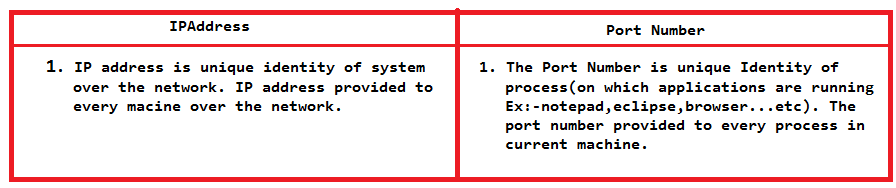 IPAddress
Port Number
1. IP address is unique identity of system
over the network. IP address provided to
every macine over the network.
1. The Port Number is unique Identity of
process(on which applications are running
Ex:-notepad,eclipse,browser...etc). The
port number provided to every process in
current machine.